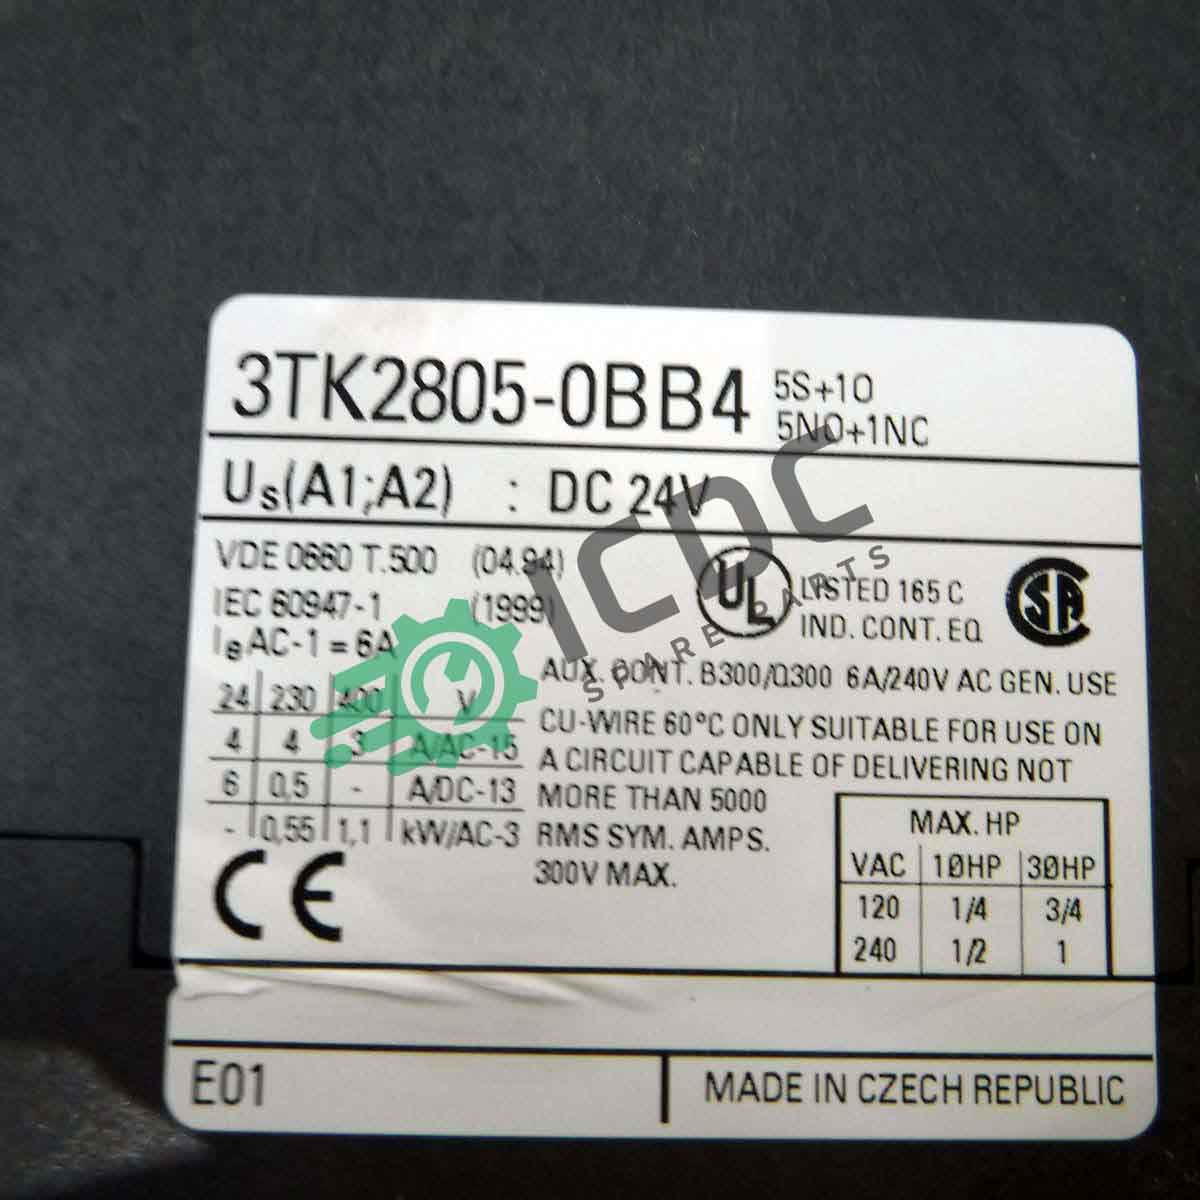 3TK2805-0BB4 5S+1O
5NO+1NC
Us(A1;A2) : DC 24V
VDE 0660 T.500 (04.94)
IEC 60947-1 (1999)
Ie AC-1 = 6A
24 230 400 V
4 4 3 A/AC-15
6 0,5 - A/DC-13
- 0,55 1,1 kW/AC-3
CE
UL LISTED 165 C
IND. CONT. EQ
SA
AUX. CONT. B300/Q300 6A/240V AC GEN. USE
CU-WIRE 60°C ONLY SUITABLE FOR USE ON
A CIRCUIT CAPABLE OF DELIVERING NOT
MORE THAN 5000
RMS SYM. AMPS.
300V MAX.
MAX. HP
VAC 1ØHP 3ØHP
120 1/4 3/4
240 1/2 1
E01 MADE IN CZECH REPUBLIC
ICDC
SPARE PARTS